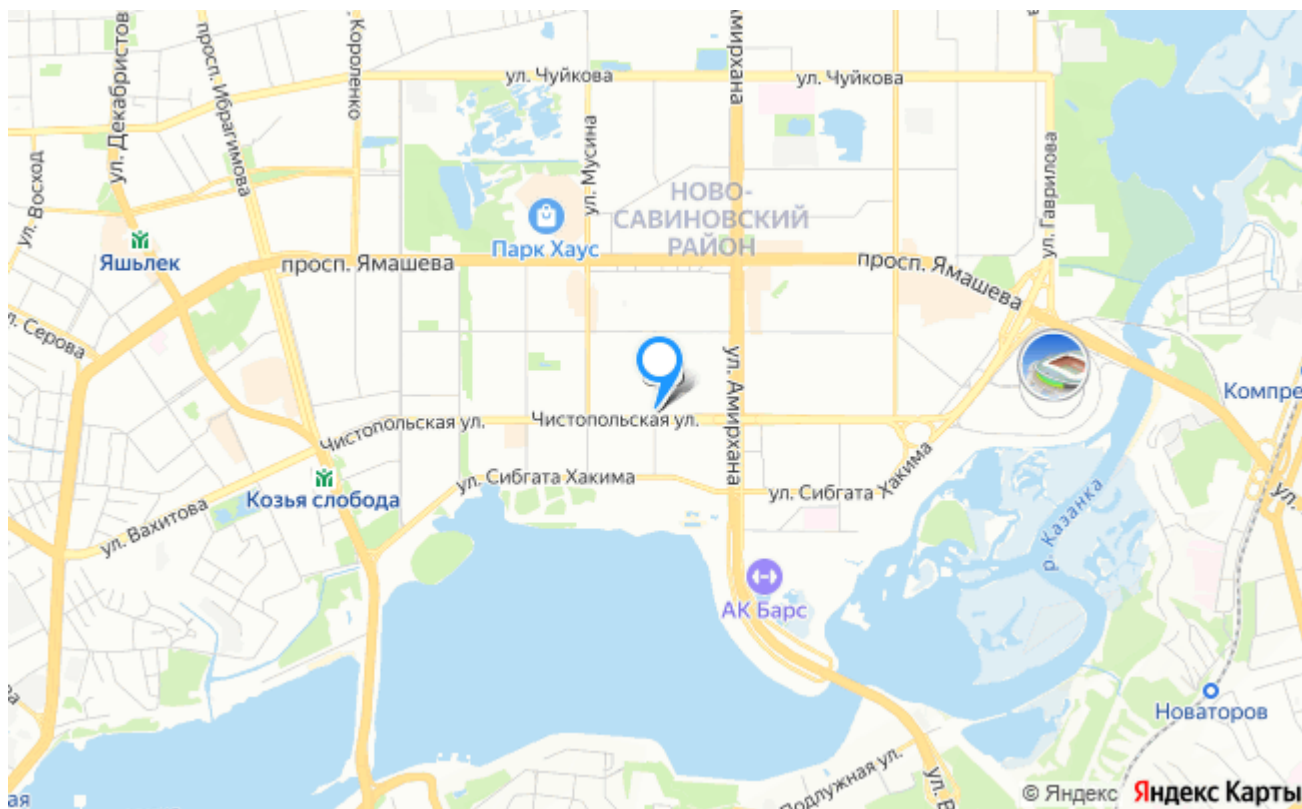 ул. Декабристов
просп. Ибрагимова
Короленко
ул. Чуйкова
Амирхана
ул. Чуйкова
ул. Восход
ул. Мусина
НОВО-
САВИНОВСКИЙ
РАЙОН
ул. Гаврилова
Яшьлек
Парк Хаус
просп. Ямашева
просп. Ямашева
л. Серова
ул. Амирхана
Компре
Чистопольская ул.
Чистопольская ул.
Козья слобода
ул. Сибгата Хакима
ул. Сибгата Хакима
ул. Вахитова
р. Казанка
ул.
АК Барс
Новаторов
Подлужная ул.
ул. В
ая
© Яндекс Яндекс Карты